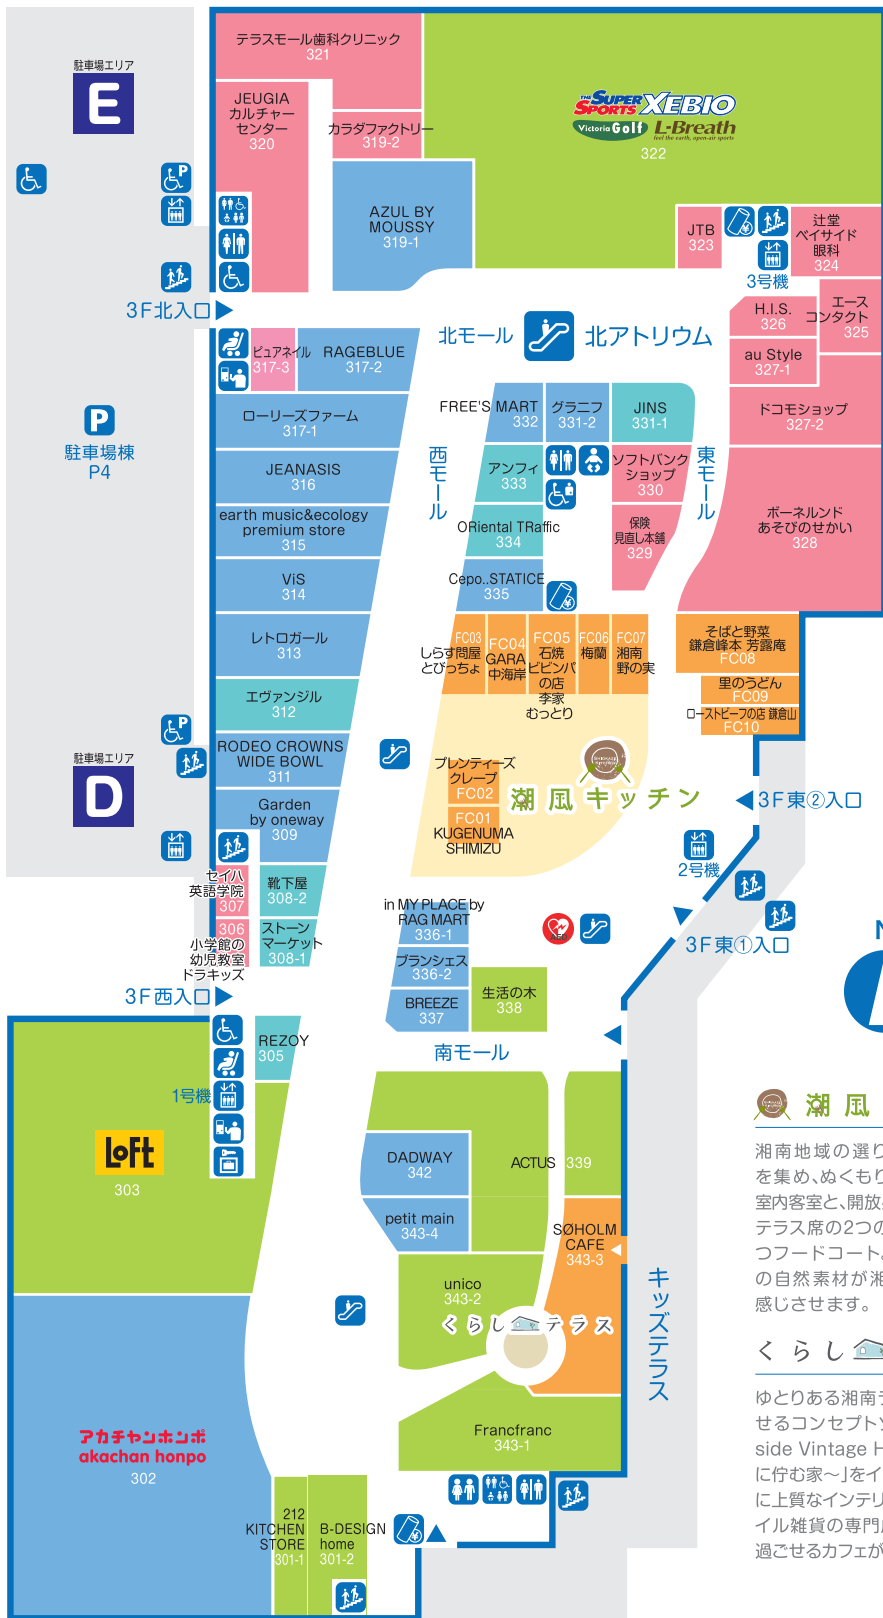 テラスモール歯科クリニック
321
駐車場エリア
E
JEUGIA
カルチャー
センター
320
カラダファクトリー
319-2
THE SUPER SPORTS XEBIO
Victoria Golf L-Breath
feel the earth, open-air sports
322
AZUL BY
MOUSSY
319-1
JTB
323
辻堂
ベイサイド
眼科
324
3号機
3F北入口
H.I.S.
326
エース
コンタクト
325
北モール
北アトリウム
ピュアネイル
317-3
RAGEBLUE
317-2
au Style
327-1
P
駐車場棟
P4
ローリーズファーム
317-1
FREE'S MART
332
グラニフ
331-2
JINS
331-1
ドコモショップ
327-2
西モール
東モール
JEANASIS
316
アンフィ
333
ソフトバンク
ショップ
330
earth music&ecology
premium store
315
ORiental TRaffic
334
保険
見直し本舗
329
ボーネルンド
あそびのせかい
328
ViS
314
Cepo..STATICE
335
レトロガール
313
FC03
しらす問屋
とびっちょ
FC04
GARA
中海岸
FC05
石焼
ビビンパ
の店
李家
むっとり
FC06
梅蘭
FC07
湘南
野の実
そばと野菜
鎌倉峰本 芳露庵
FC08
里のうどん
FC09
ローストビーフの店 鎌倉山
FC10
エヴァンジル
312
駐車場エリア
D
RODEO CROWNS
WIDE BOWL
311
プレンティーズ
クレープ
FC02
潮風キッチン
3F東②入口
Garden
by oneway
309
FC01
KUGENUMA
SHIMIZU
2号機
セイハ
英語学院
307
靴下屋
308-2
306
小学館の
幼児教室
ドラキッズ
ストーン
マーケット
308-1
in MY PLACE by
RAG MART
336-1
3F東①入口
ブランシェス
336-2
3F西入口
BREEZE
337
生活の木
338
REZOY
305
南モール
1号機
LoFt
303
DADWAY
342
ACTUS 339
petit main
343-4
SØHOLM
CAFE
343-3
キッズテラス
unico
343-2
くらしテラス
アカチャンホンポ
akachan honpo
302
Francfranc
343-1
212
KITCHEN
STORE
301-1
B-DESIGN
home
301-2
N
潮風
湘南地域の選り
を集め、ぬくもり
室内客室と、開放
テラス席の2つの
つフードコート。
の自然素材が湘
感じさせます。
くらし
ゆとりある湘南ラ
せるコンセプトゾ
side Vintage H
に佇む家〜」をイ
に上質なインテリ
イル雑貨の専門
過ごせるカフェが